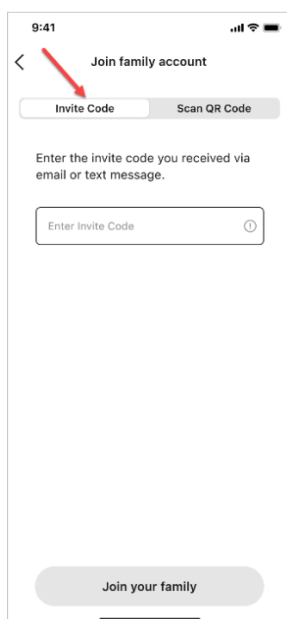 9:41
Join family account
Invite Code Scan QR Code
Enter the invite code you received via
email or text message.
Enter Invite Code
Join your family